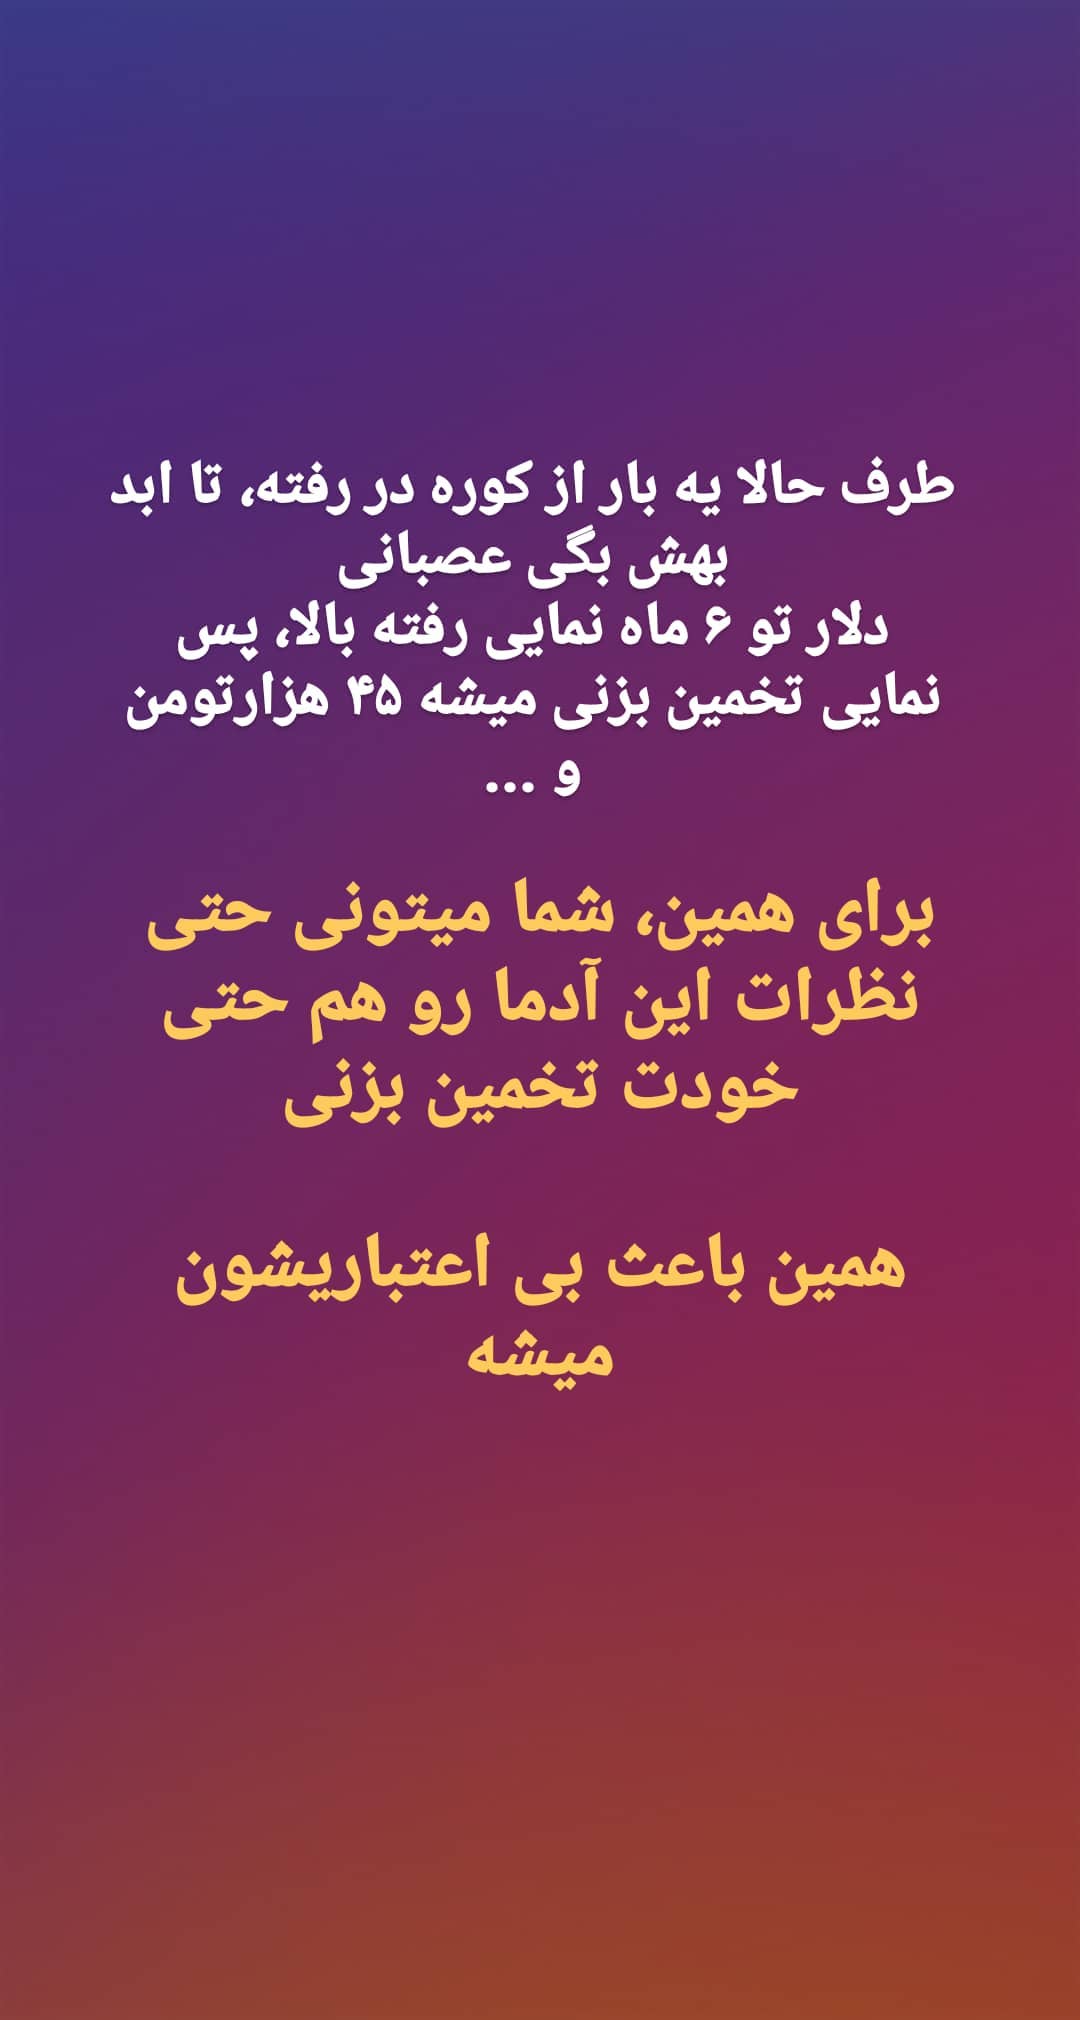 طرف حالا یه بار از کوره در رفته، تا ابد
بهش بگی عصبانی
دلار تو ۶ ماه نمایی رفته بالا، پس
نمایی تخمین بزنی میشه ۴۵ هزارتومن
و ...
برای همین، شما میتونی حتی
نظرات این آدما رو هم حتی
خودت تخمین بزنی
همین باعث بی اعتباریشون
میشه